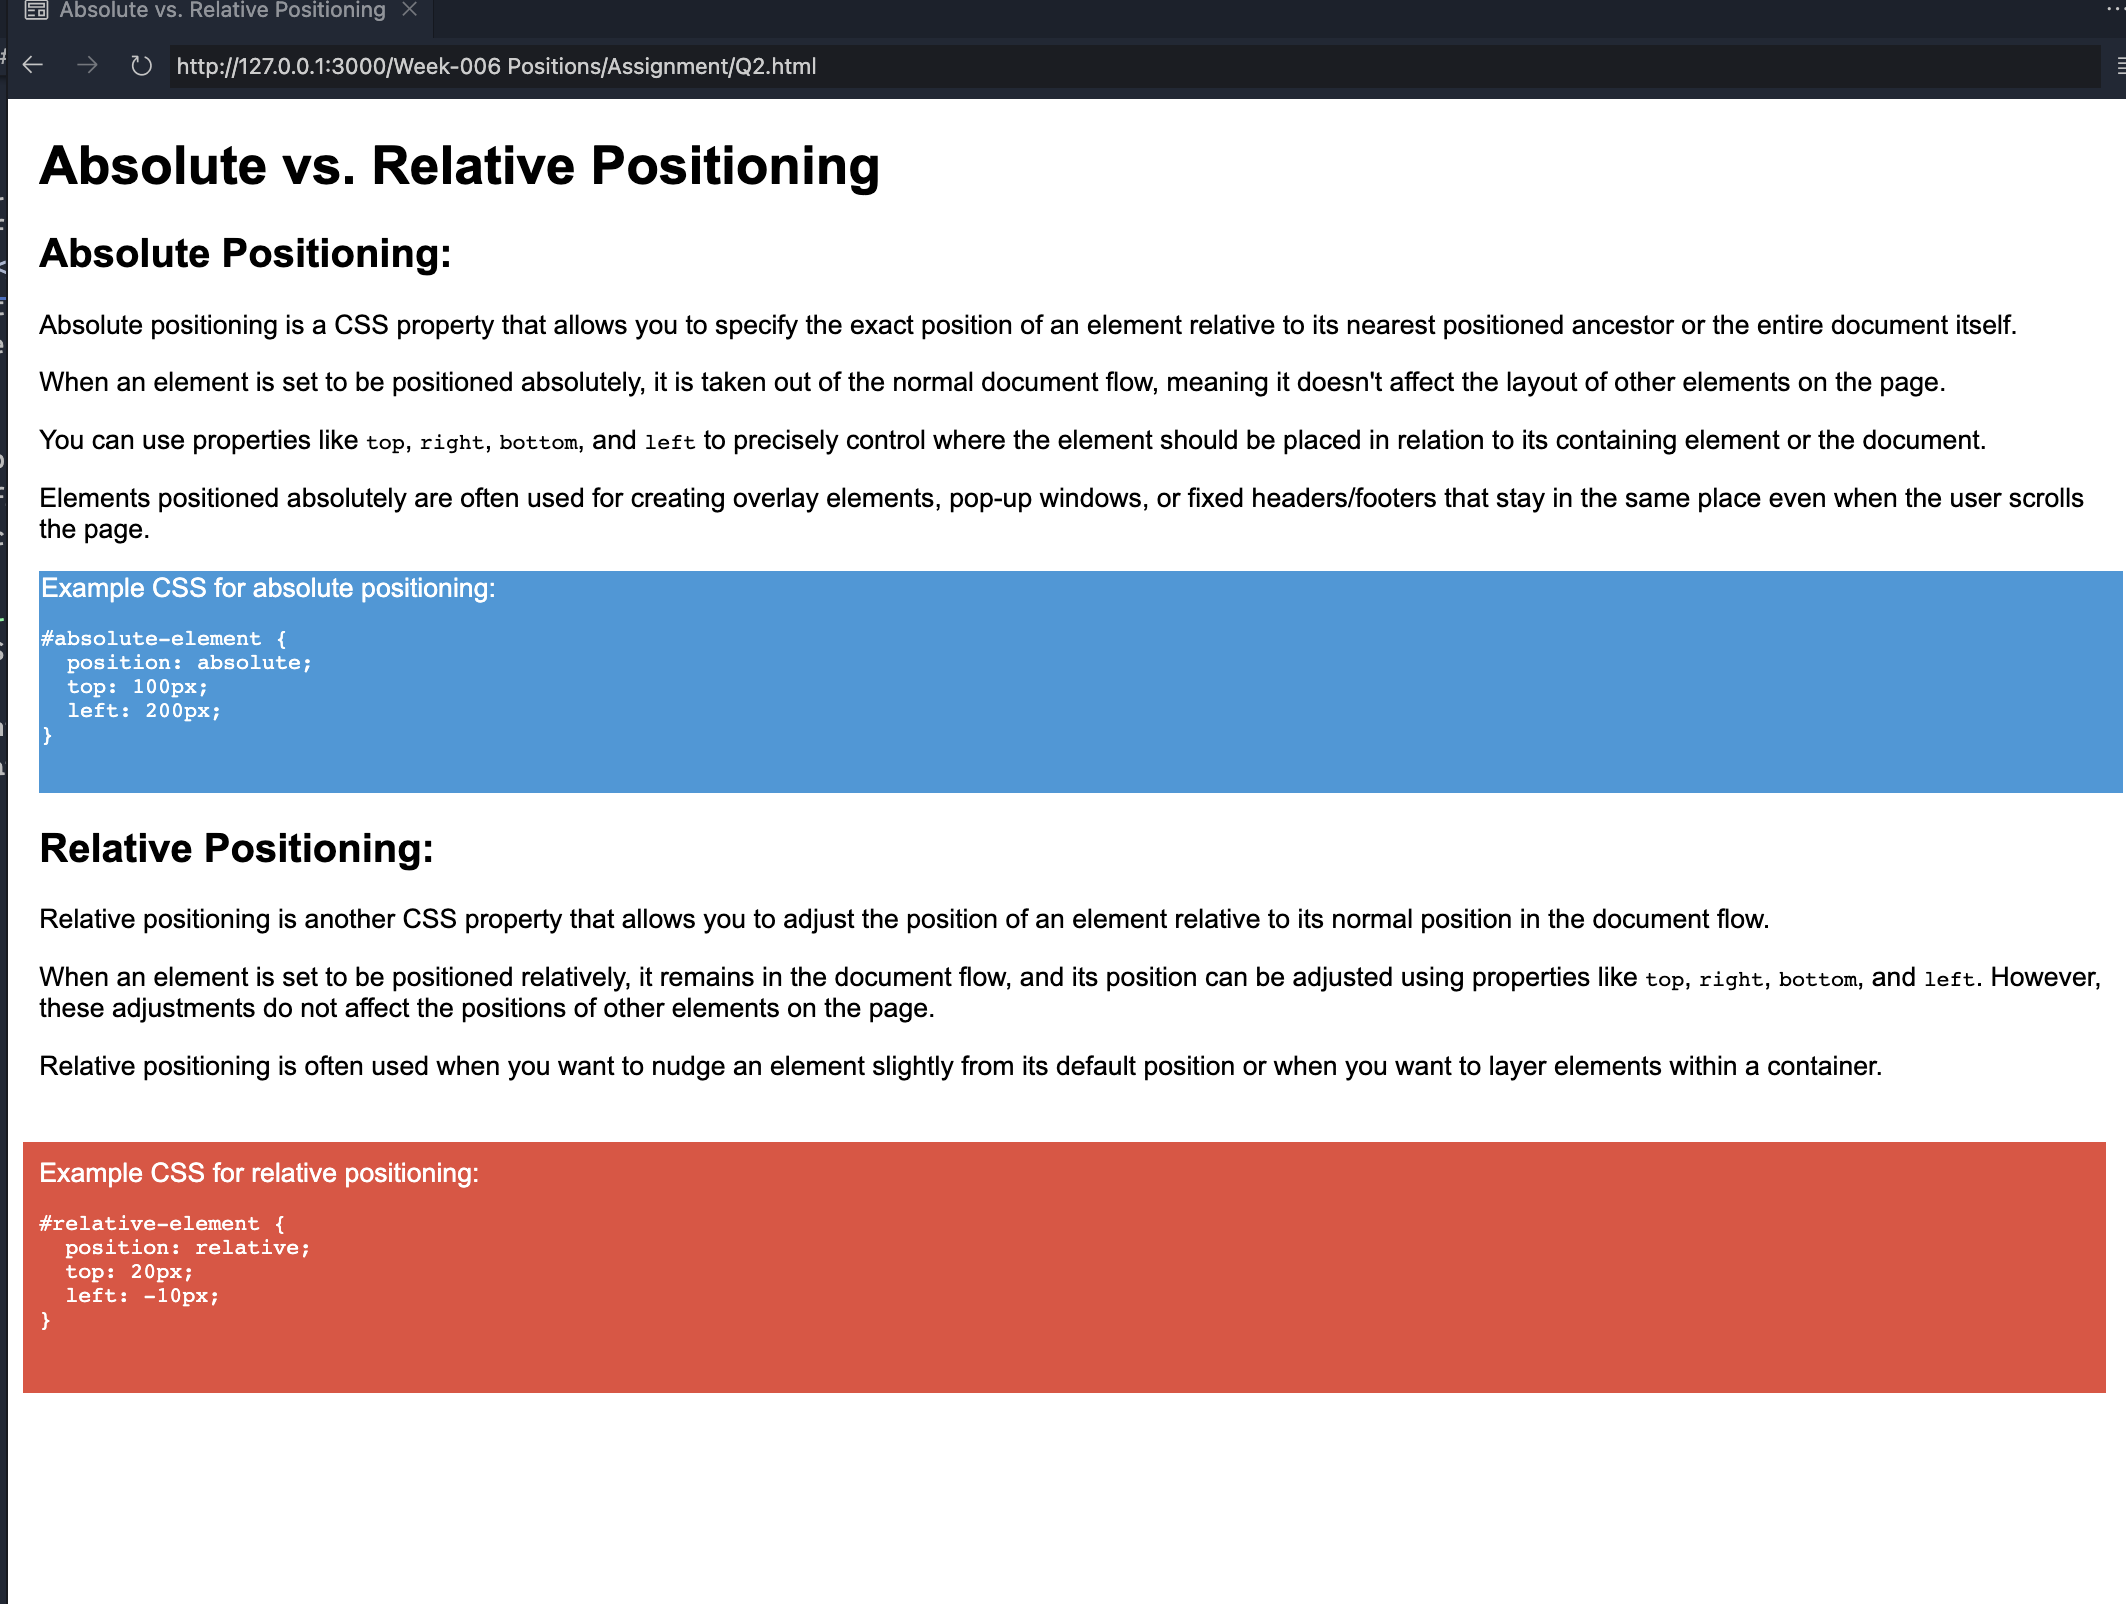 Absolute vs. Relative Positioning
http://127.0.0.1:3000/Week-006 Positions/Assignment/Q2.html
Absolute vs. Relative Positioning
Absolute Positioning:
Absolute positioning is a CSS property that allows you to specify the exact position of an element relative to its nearest positioned ancestor or the entire document itself.
When an element is set to be positioned absolutely, it is taken out of the normal document flow, meaning it doesn't affect the layout of other elements on the page.
You can use properties like top, right, bottom, and left to precisely control where the element should be placed in relation to its containing element or the document.
Elements positioned absolutely are often used for creating overlay elements, pop-up windows, or fixed headers/footers that stay in the same place even when the user scrolls
the page.
Example CSS for absolute positioning:
#absolute-element {
  position: absolute;
  top: 100px;
  left: 200px;
}
Relative Positioning:
Relative positioning is another CSS property that allows you to adjust the position of an element relative to its normal position in the document flow.
When an element is set to be positioned relatively, it remains in the document flow, and its position can be adjusted using properties like top, right, bottom, and left. However,
these adjustments do not affect the positions of other elements on the page.
Relative positioning is often used when you want to nudge an element slightly from its default position or when you want to layer elements within a container.
Example CSS for relative positioning:
#relative-element {
  position: relative;
  top: 20px;
  left: -10px;
}